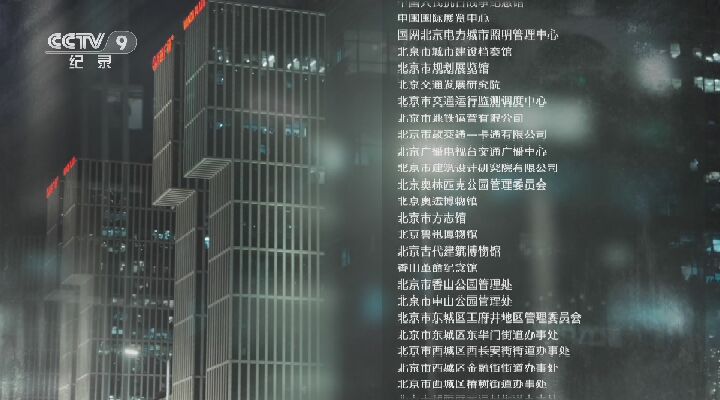 CCTV 9
纪录
中国人民抗日战争纪念馆
中国国际展览中心
国网北京电力城市照明管理中心
北京市城市建设档案馆
北京市规划展览馆
北京交通发展研究院
北京市交通运行监测调度中心
北京市地铁运营有限公司
北京市政交通一卡通有限公司
北京广播电视台交通广播中心
北京市建筑设计研究院有限公司
北京奥林匹克公园管理委员会
北京奥运博物馆
北京市方志馆
北京警察博物馆
北京古代建筑博物馆
香山革命纪念馆
北京市香山公园管理处
北京市中山公园管理处
北京市东城区王府井地区管理委员会
北京市东城区东华门街道办事处
北京市西城区西长安街街道办事处
北京市西城区金融街街道办事处
北京市西城区椿树街道办事处